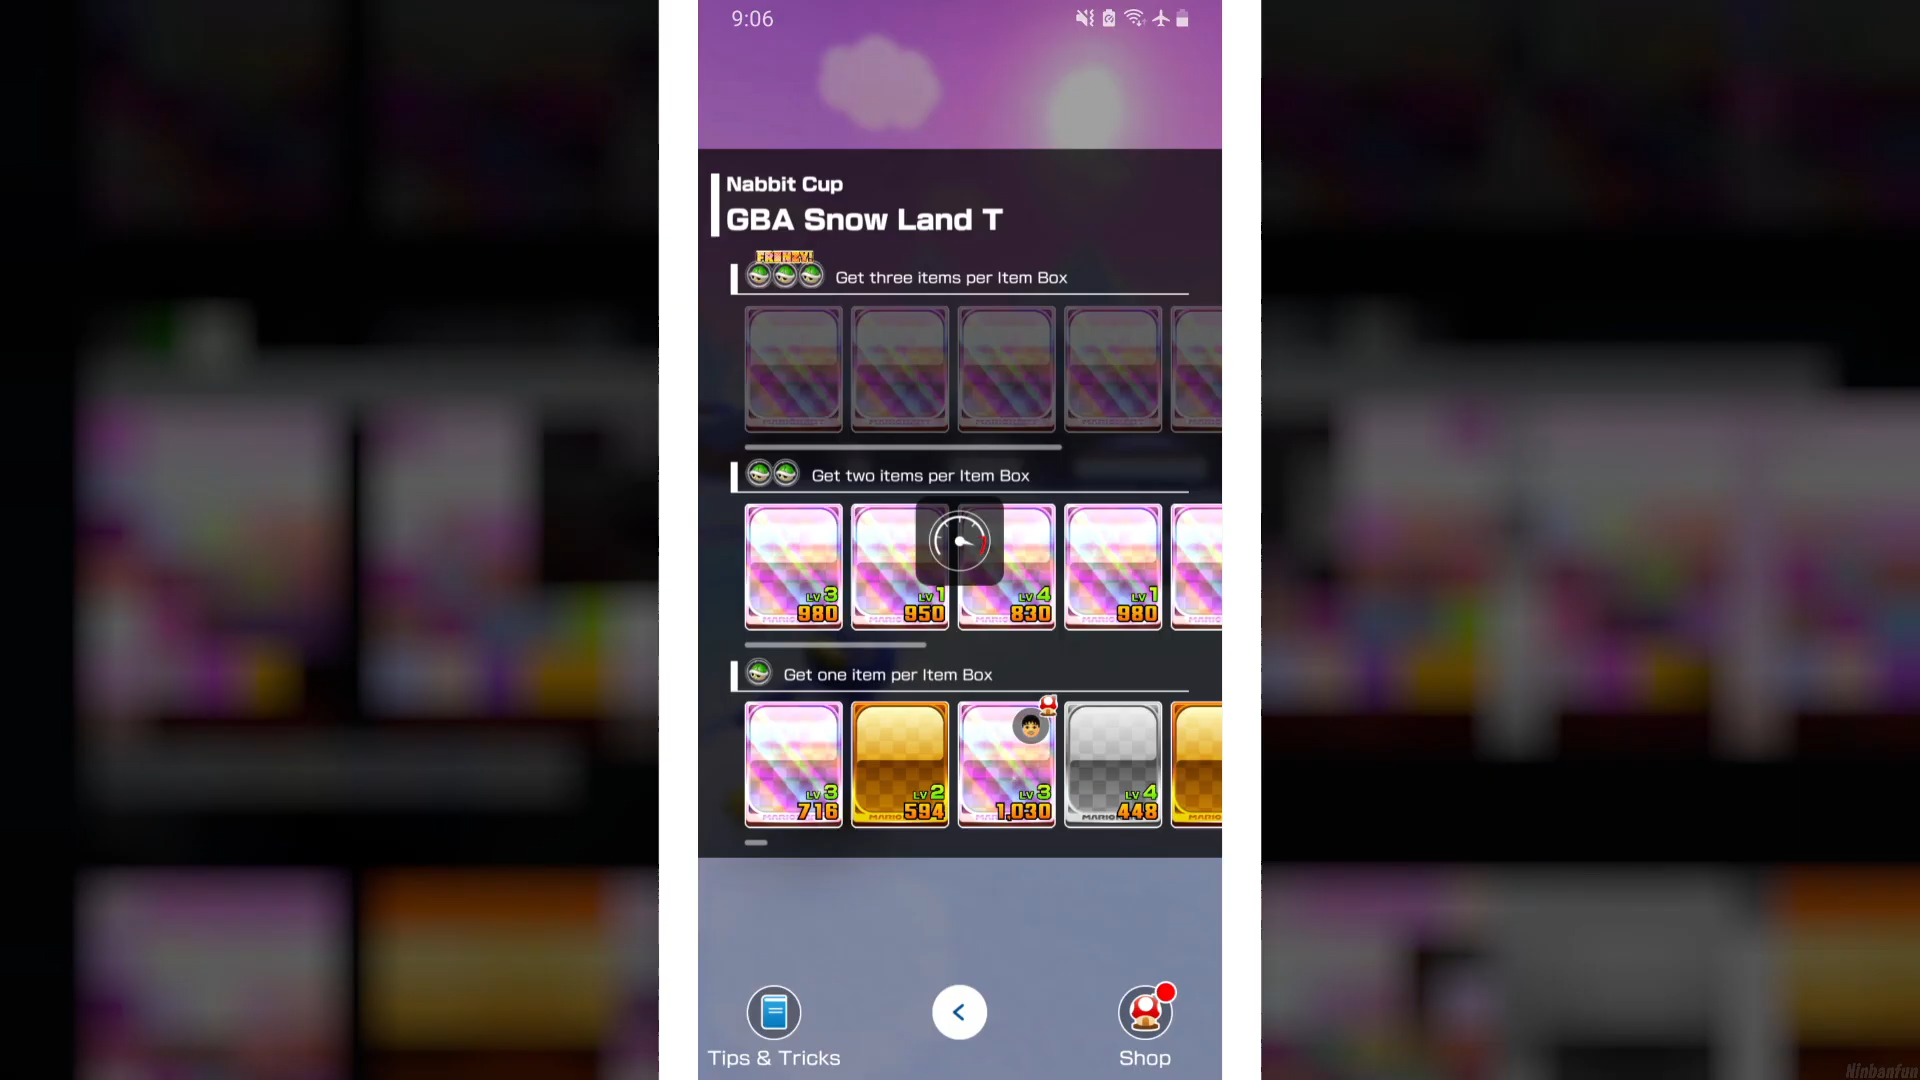 9:06
Nabbit Cup
GBA Snow Land T
FRENZY!
Get three items per Item Box
Get two items per Item Box
LV 3 LV 1 LV 4 LV 1
980 950 830 980
Get one item per Item Box
LV 3 LV 2 LV 3 LV 4
716 594 1,030 448
Tips & Tricks
Shop
Ninbanfun